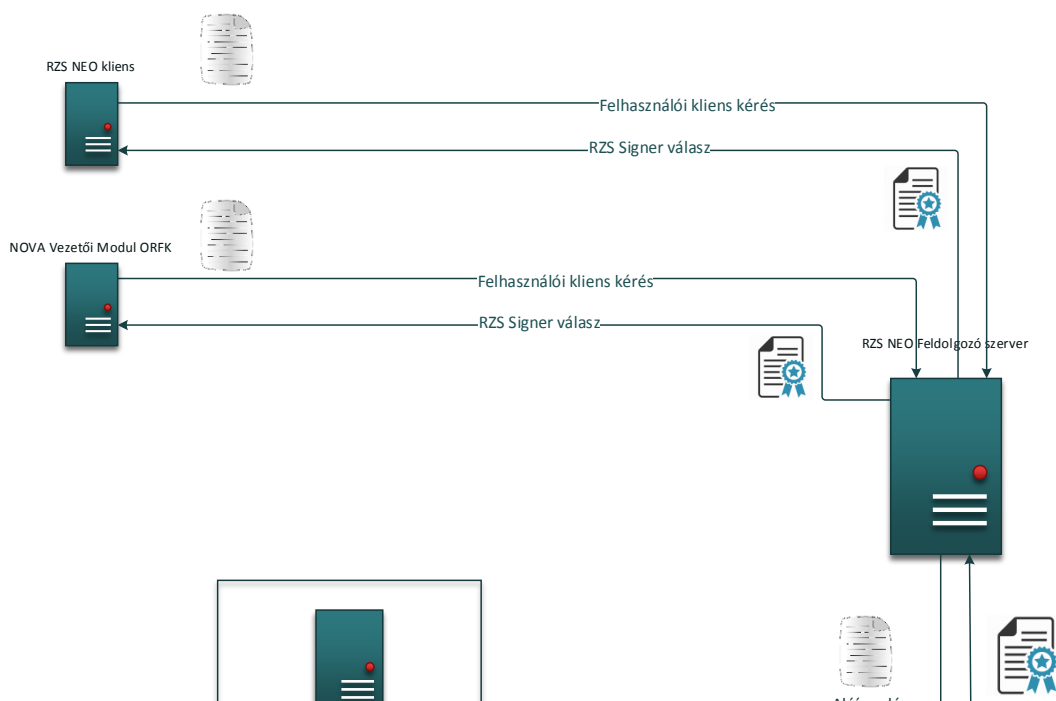 RZS NEO kliens
Felhasználói kliens kérés
RZS Signer válasz
NOVA Vezetői Modul ORFK
Felhasználói kliens kérés
RZS Signer válasz
RZS NEO Feldolgozó szerver